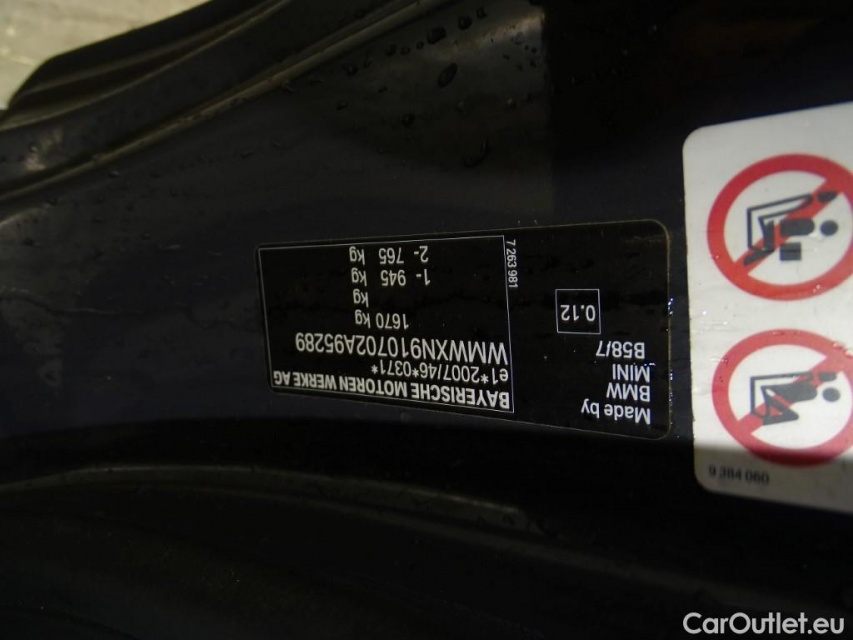 BAYERISCHE MOTOREN WERKE AG
e1*2007/46*0371*
WMWXN910702A95289
1670 kg
kg
1- 945 kg
2- 765 kg
7 263 981
Made by
BMW
MINI
B58/7
0.12
9 384 060
CarOutlet.eu